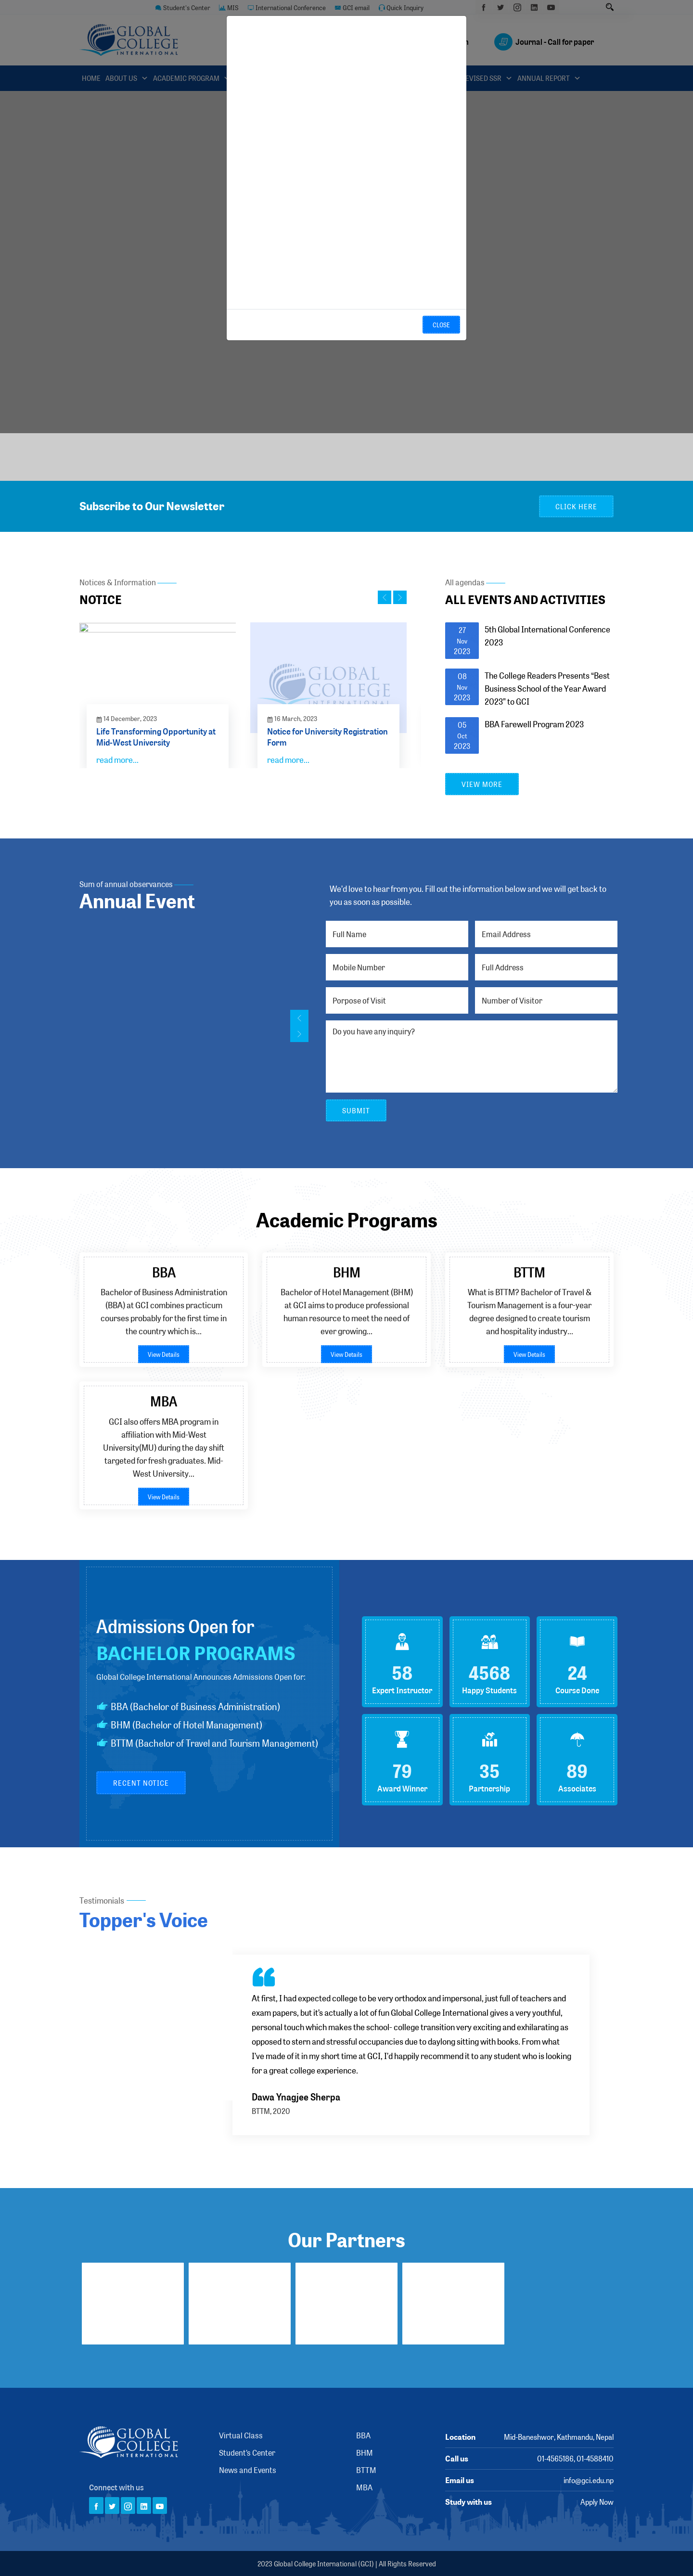 Student's Center MIS International Conference GCI email Quick Inquiry
GLOBAL
COLLEGE
INTERNATIONAL
Journal - Call for paper
HOME ABOUT US ACADEMIC PROGRAM ANNUAL REPORT
CLOSE
Subscribe to Our Newsletter
CLICK HERE
Notices & Information
NOTICE
14 December, 2023
Life Transforming Opportunity at
Mid-West University
read more...
GLOBAL
COLLEGE
INTERNATIONAL
16 March, 2023
Notice for University Registration
Form
read more...
All agendas
ALL EVENTS AND ACTIVITIES
27
Nov
2023
5th Global International Conference
2023
08
Nov
2023
The College Readers Presents "Best
Business School of the Year Award
2023" to GCI
05
Oct
2023
BBA Farewell Program 2023
VIEW MORE
Sum of annual observances
Annual Event
We'd love to hear from you. Fill out the information below and we will get back to
you as soon as possible.
Full Name
Email Address
Mobile Number
Full Address
Porpose of Visit
Number of Visitor
Do you have any inquiry?
SUBMIT
Academic Programs
BBA
Bachelor of Business Administration
(BBA) at GCI combines practicum
courses probably for the first time in
the country which is...
View Details
BHM
Bachelor of Hotel Management (BHM)
at GCI aims to produce professional
human resource to meet the need of
ever growing...
View Details
BTTM
What is BTTM? Bachelor of Travel &
Tourism Management is a four-year
degree designed to create tourism
and hospitality industry...
View Details
MBA
GCI also offers MBA program in
affiliation with Mid-West
University(MU) during the day shift
targeted for fresh graduates. Mid-
West University...
View Details
Admissions Open for
BACHELOR PROGRAMS
Global College International Announces Admissions Open for:
BBA (Bachelor of Business Administration)
BHM (Bachelor of Hotel Management)
BTTM (Bachelor of Travel and Tourism Management)
RECENT NOTICE
58
Expert Instructor
4568
Happy Students
24
Course Done
79
Award Winner
35
Partnership
89
Associates
Testimonials
Topper's Voice
At first, I had expected college to be very orthodox and impersonal, just full of teachers and
exam papers, but it's actually a lot of fun Global College International gives a very youthful,
personal touch which makes the school- college transition very exciting and exhilarating as
opposed to stern and stressful occupancies due to daylong sitting with books. From what
I've made of it in my short time at GCI, I'd happily recommend it to any student who is looking
for a great college experience.
Dawa Ynagjee Sherpa
BTTM, 2020
Our Partners
GLOBAL
COLLEGE
INTERNATIONAL
Connect with us
Virtual Class
Student's Center
News and Events
BBA
BHM
BTTM
MBA
Location Mid-Baneshwor, Kathmandu, Nepal
Call us 01-4565186, 01-4588410
Email us info@gci.edu.np
Study with us Apply Now
2023 Global College International (GCI) | All Rights Reserved